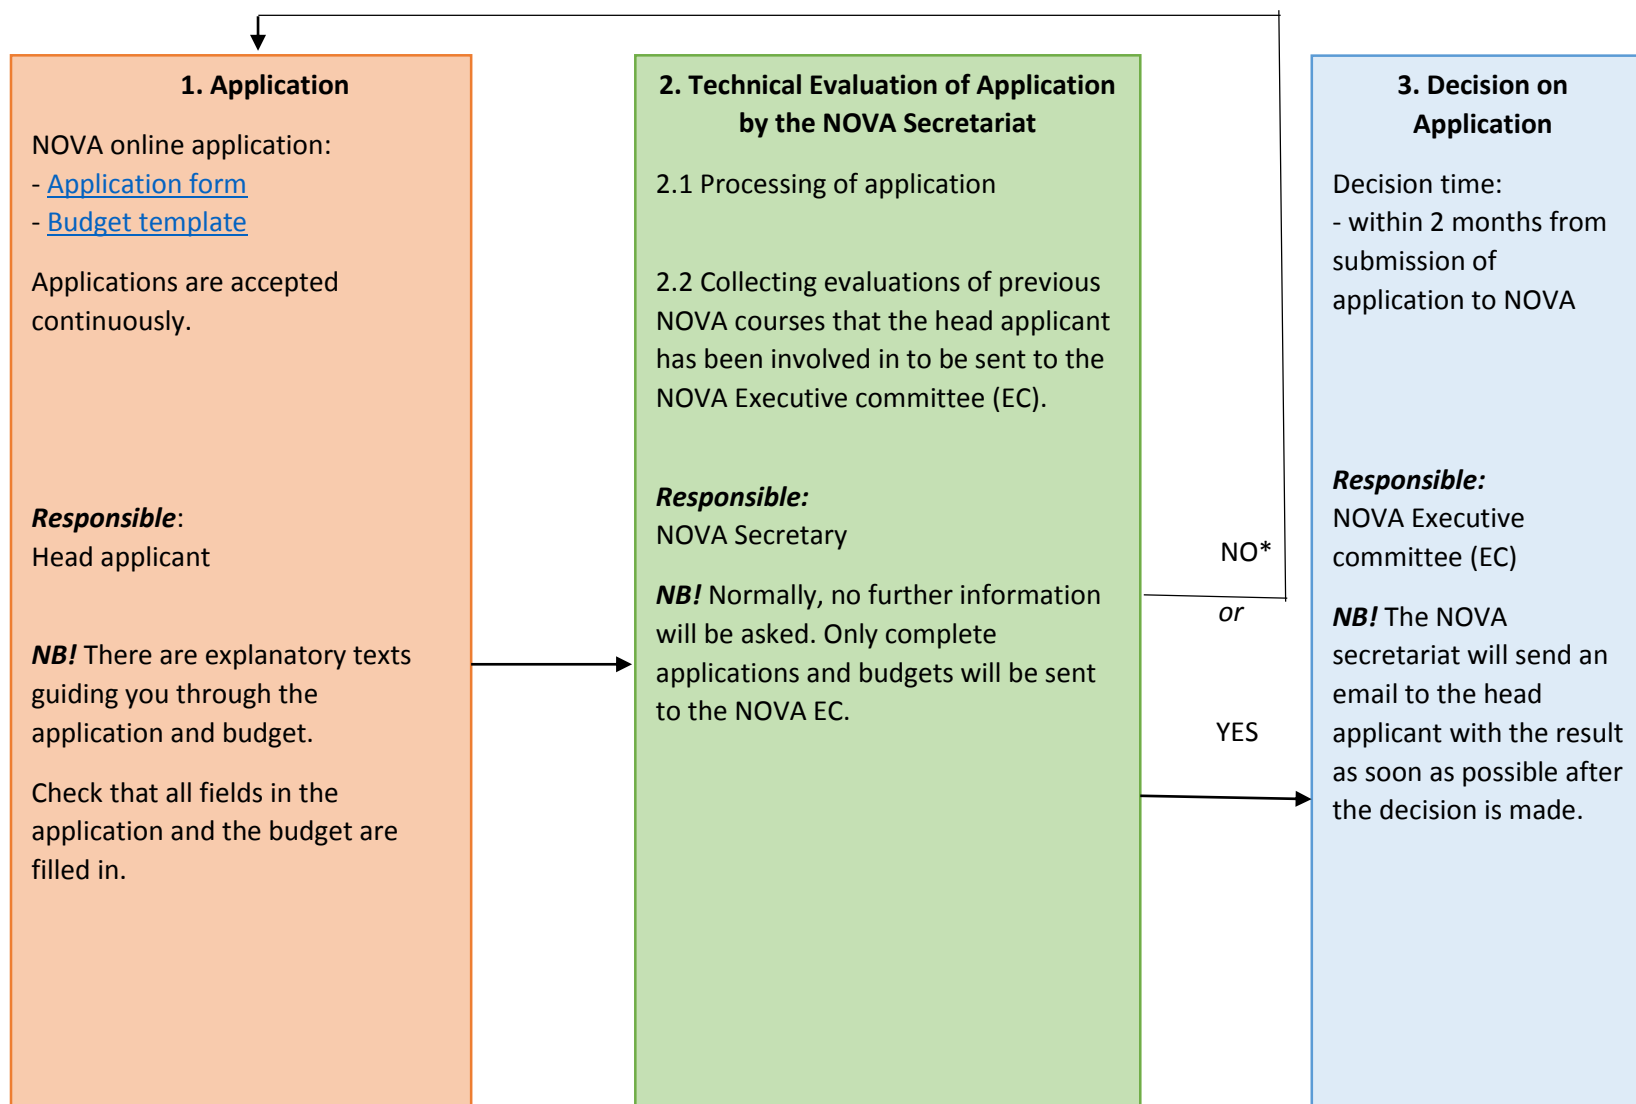 1. Application
NOVA online application:
- Application form
- Budget template
Applications are accepted
continuously.
Responsible:
Head applicant
NB! There are explanatory texts
guiding you through the
application and budget.
Check that all fields in the
application and the budget are
filled in.
2. Technical Evaluation of Application
by the NOVA Secretariat
2.1 Processing of application
2.2 Collecting evaluations of previous
NOVA courses that the head applicant
has been involved in to be sent to the
NOVA Executive committee (EC).
Responsible:
NOVA Secretary
NB! Normally, no further information
will be asked. Only complete
applications and budgets will be sent
to the NOVA EC.
NO*
or
YES
3. Decision on
Application
Decision time:
- within 2 months from
submission of
application to NOVA
Responsible:
NOVA Executive
committee (EC)
NB! The NOVA
secretariat will send an
email to the head
applicant with the result
as soon as possible after
the decision is made.